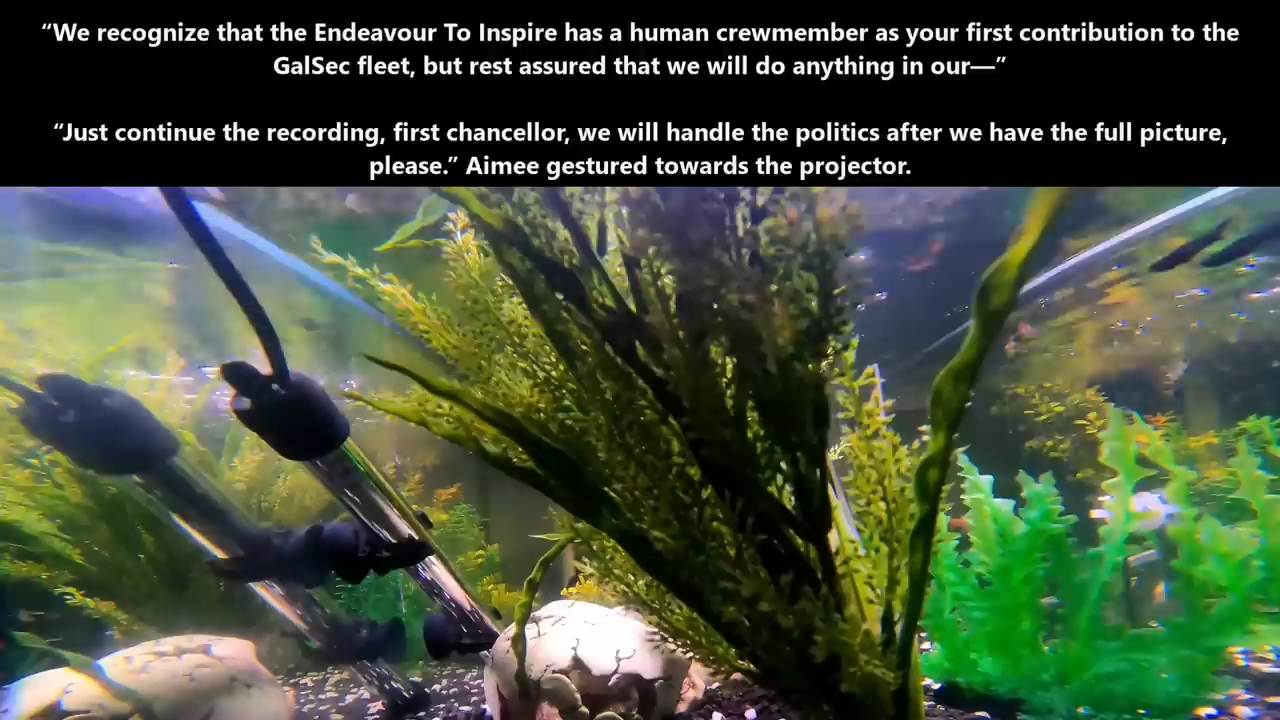 “We recognize that the Endeavour To Inspire has a human crewmember as your first contribution to the
GalSec fleet, but rest assured that we will do anything in our—”
“Just continue the recording, first chancellor, we will handle the politics after we have the full picture,
please.” Aimee gestured towards the projector.